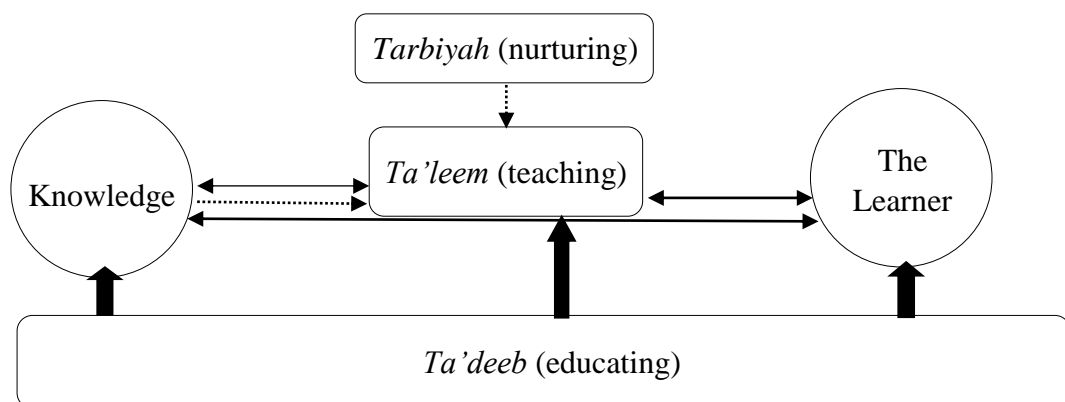 Tarbiyah (nurturing)
Knowledge
Ta’leem (teaching)
The
Learner
Ta’deeb (educating)